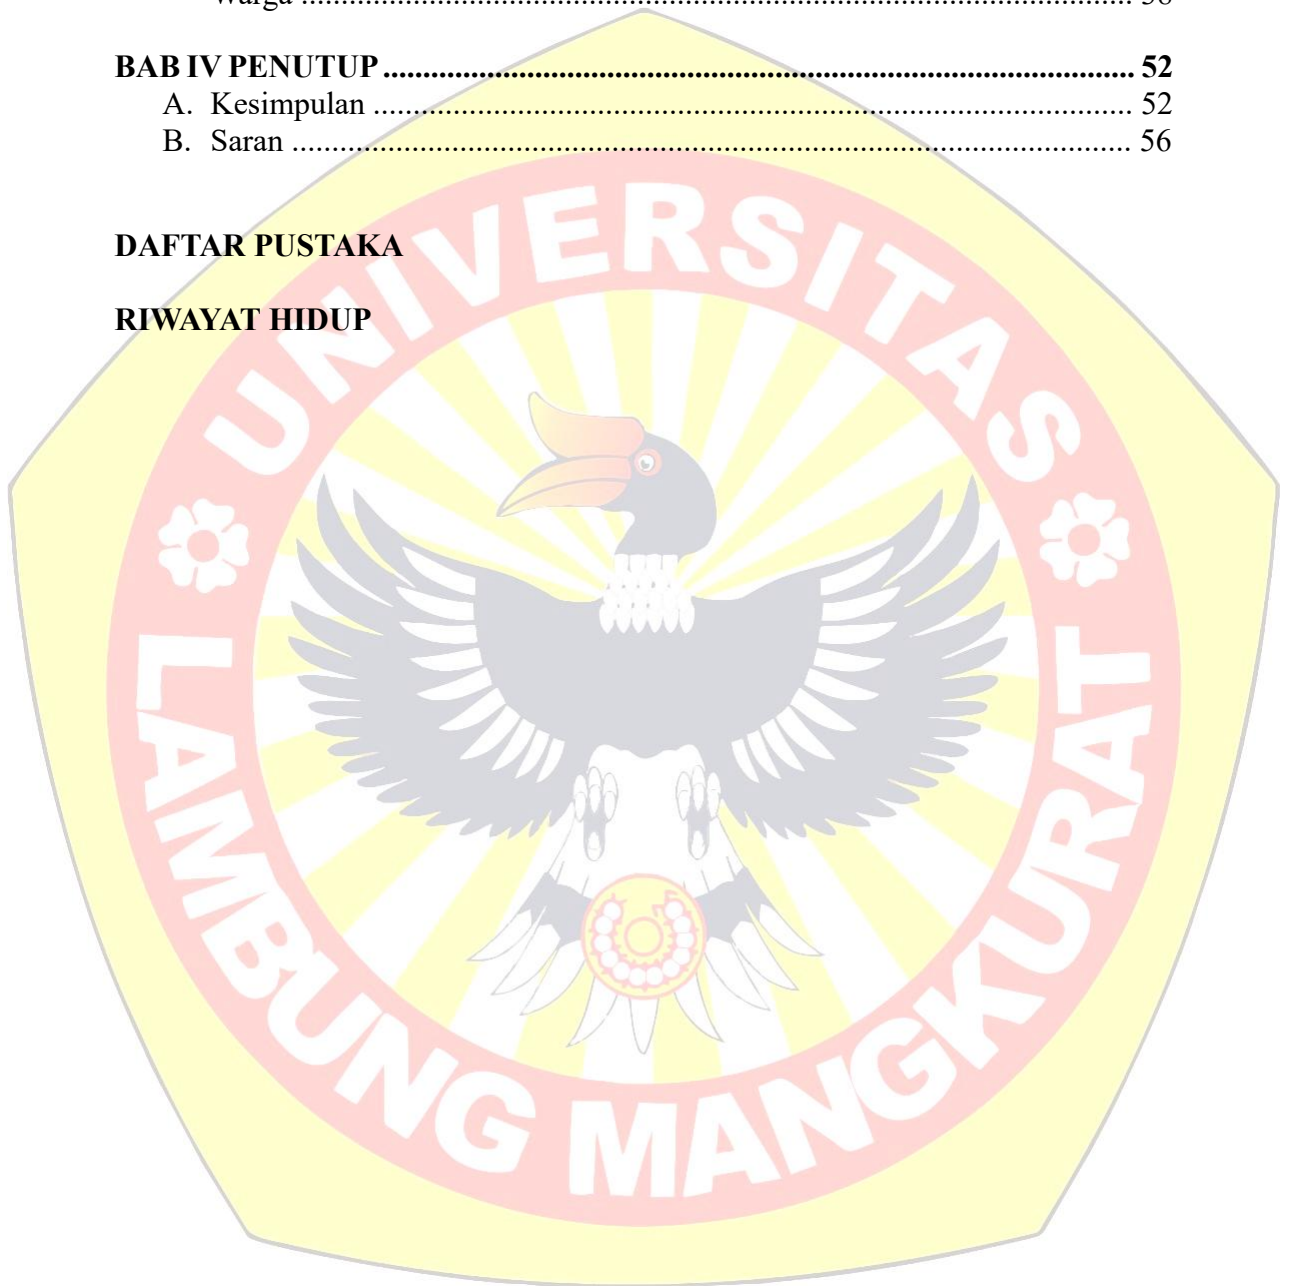 BAB IV PENUTUP ............................................................................................... 52
A. Kesimpulan ................................................................................................ 52
B. Saran .......................................................................................................... 56
DAFTAR PUSTAKA
RIWAYAT HIDUP
UNIVERSITAS
LAMBUNG MANGKURAT